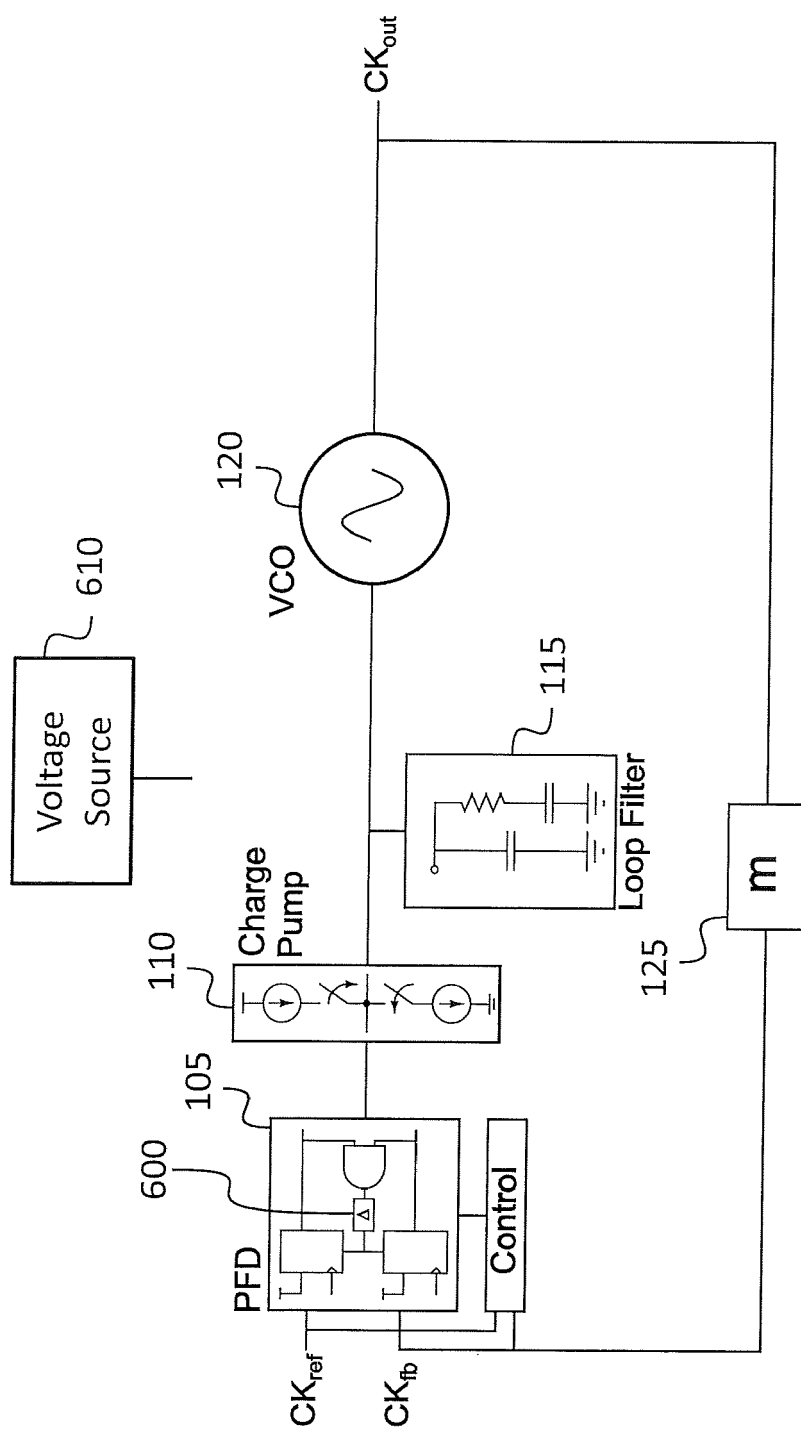 Voltage
Source
610
CK_ref
CK_fb
PFD
105
600
Control
Charge
Pump
110
Loop Filter
115
VCO
120
CK_out
m
125